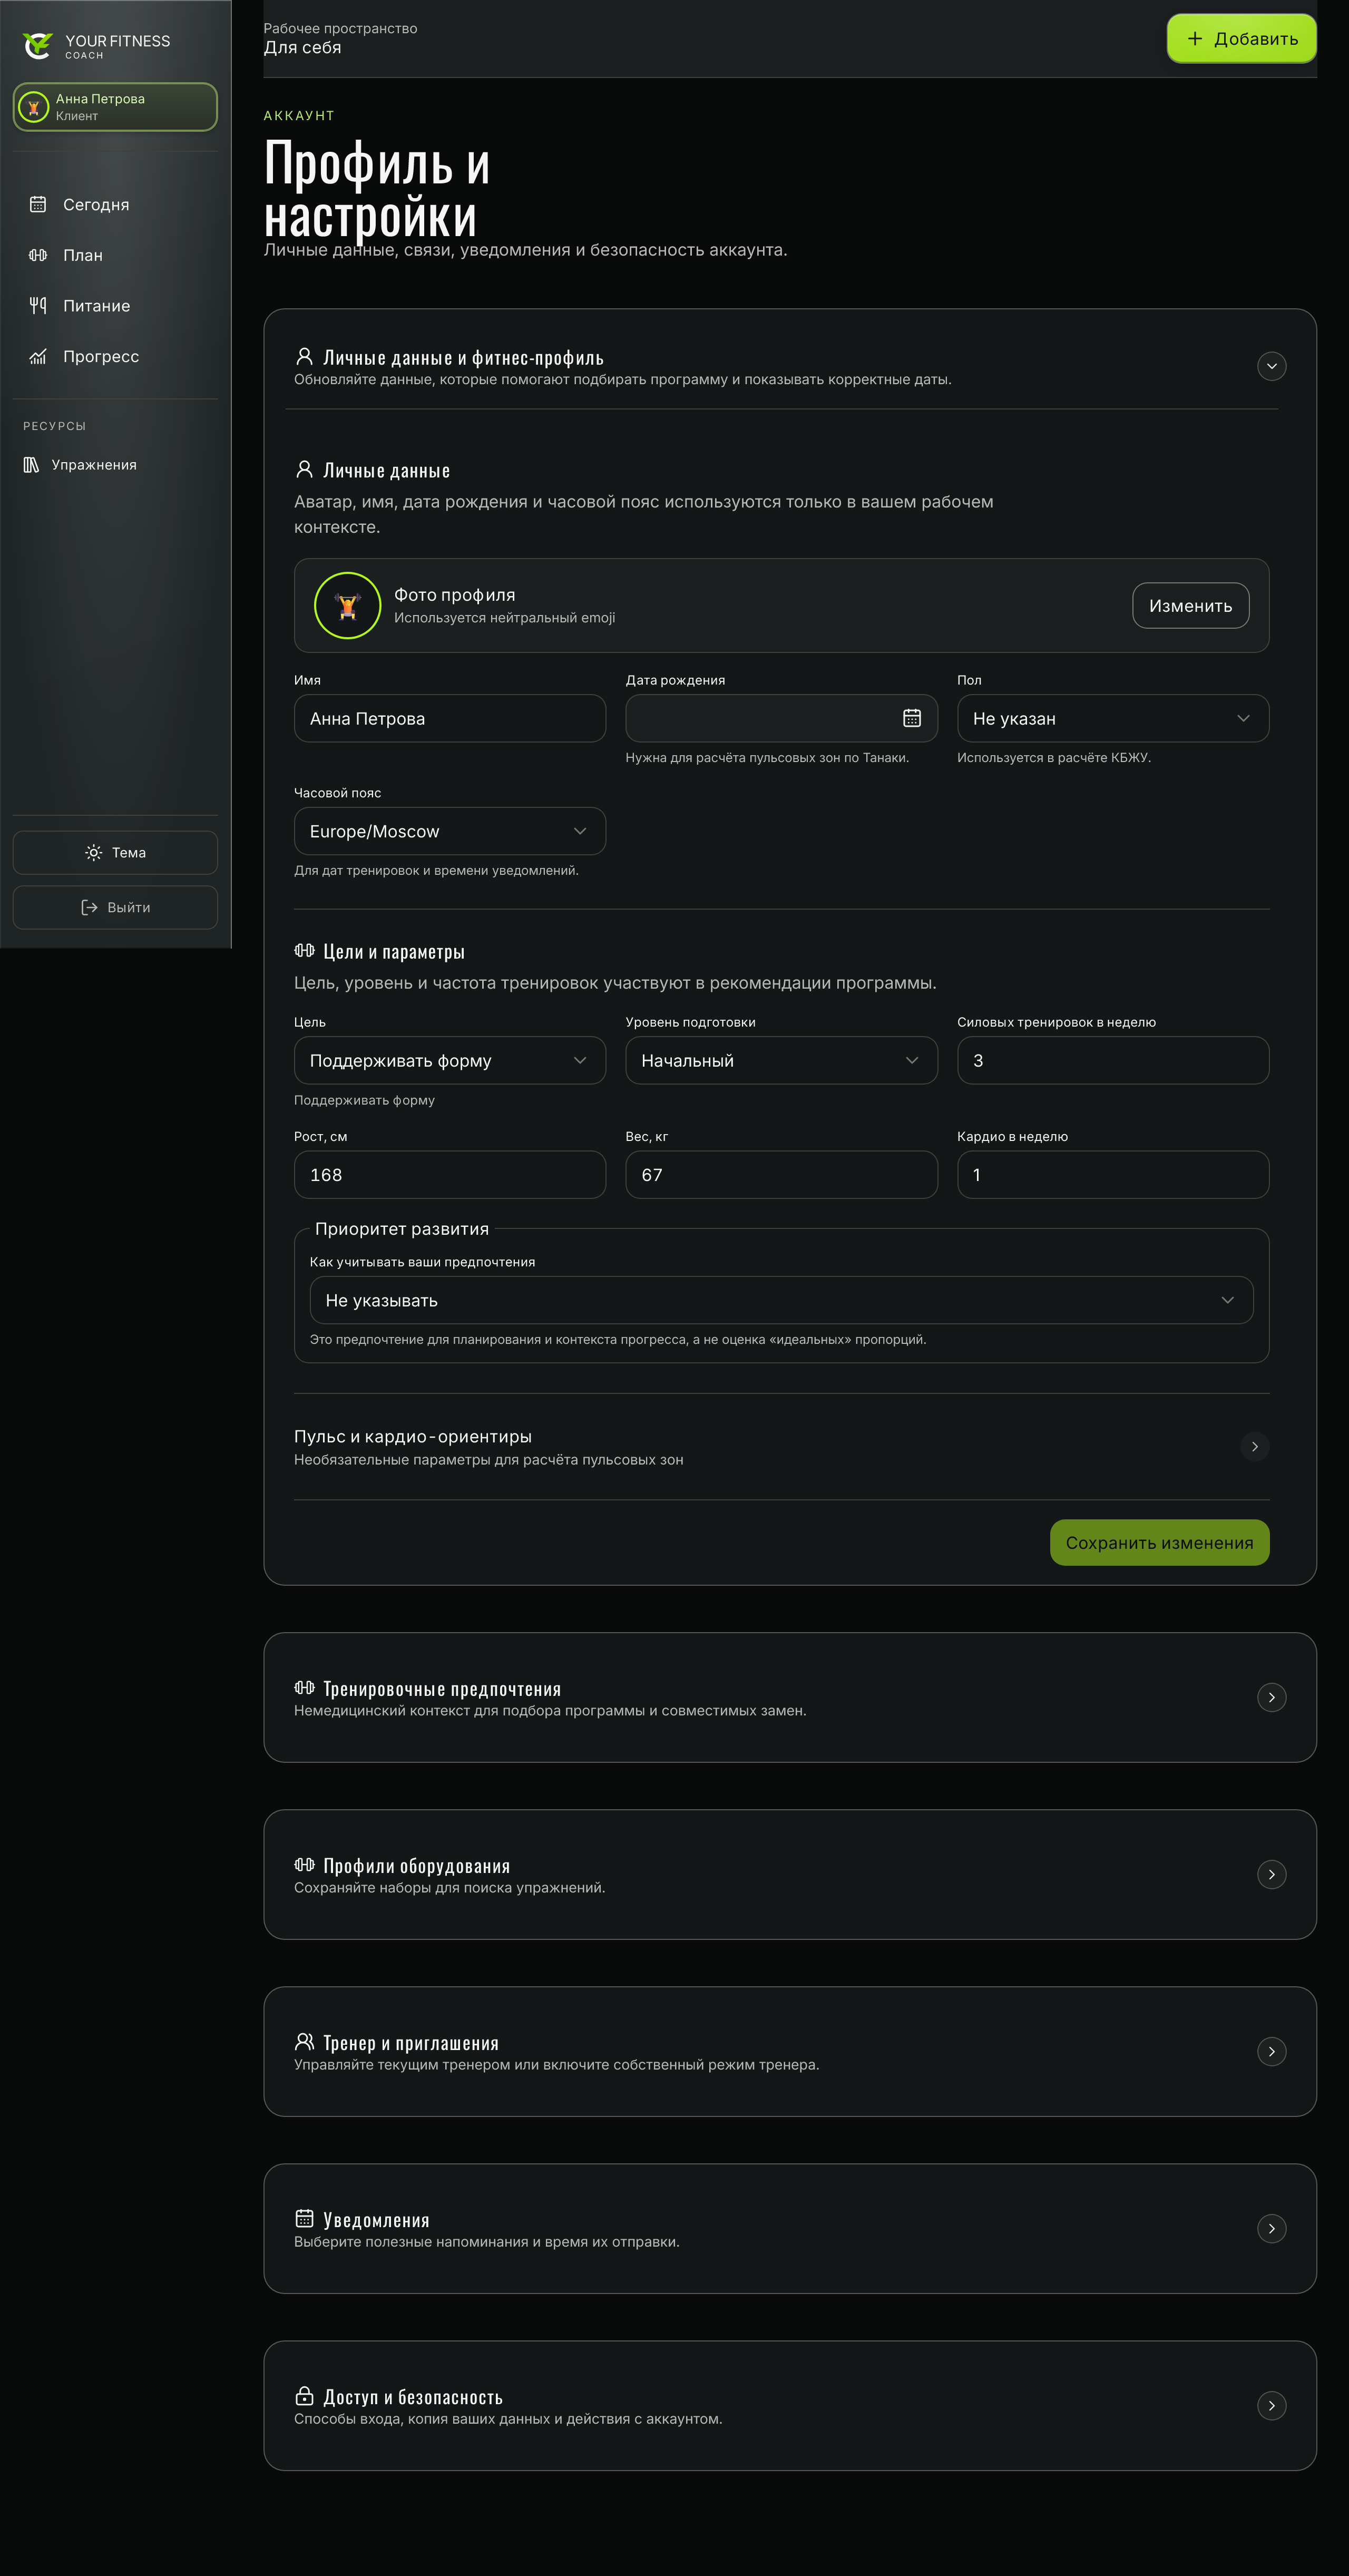 YOUR FITNESS
COACH
Анна Петрова
Клиент
Сегодня
План
Питание
Прогресс
РЕСУРСЫ
Упражнения
Тема
Выйти
Рабочее пространство
Для себя
Добавить
АККАУНТ
Профиль и
настройки
Личные данные, связи, уведомления и безопасность аккаунта.
Личные данные и фитнес-профиль
Обновляйте данные, которые помогают подбирать программу и показывать корректные даты.
Личные данные
Аватар, имя, дата рождения и часовой пояс используются только в вашем рабочем
контексте.
Фото профиля
Используется нейтральный emoji
Изменить
Имя
Дата рождения
Пол
Анна Петрова
Не указан
Нужна для расчёта пульсовых зон по Танаки.
Используется в расчёте КБЖУ.
Часовой пояс
Europe/Moscow
Для дат тренировок и времени уведомлений.
Цели и параметры
Цель, уровень и частота тренировок участвуют в рекомендации программы.
Цель
Уровень подготовки
Силовых тренировок в неделю
Поддерживать форму
Начальный
3
Поддерживать форму
Рост, см
Вес, кг
Кардио в неделю
168
67
1
Приоритет развития
Как учитывать ваши предпочтения
Не указывать
Это предпочтение для планирования и контекста прогресса, а не оценка «идеальных» пропорций.
Пульс и кардио-ориентиры
Необязательные параметры для расчёта пульсовых зон
Сохранить изменения
Тренировочные предпочтения
Немедицинский контекст для подбора программы и совместимых замен.
Профили оборудования
Сохраняйте наборы для поиска упражнений.
Тренер и приглашения
Управляйте текущим тренером или включите собственный режим тренера.
Уведомления
Выберите полезные напоминания и время их отправки.
Доступ и безопасность
Способы входа, копия ваших данных и действия с аккаунтом.